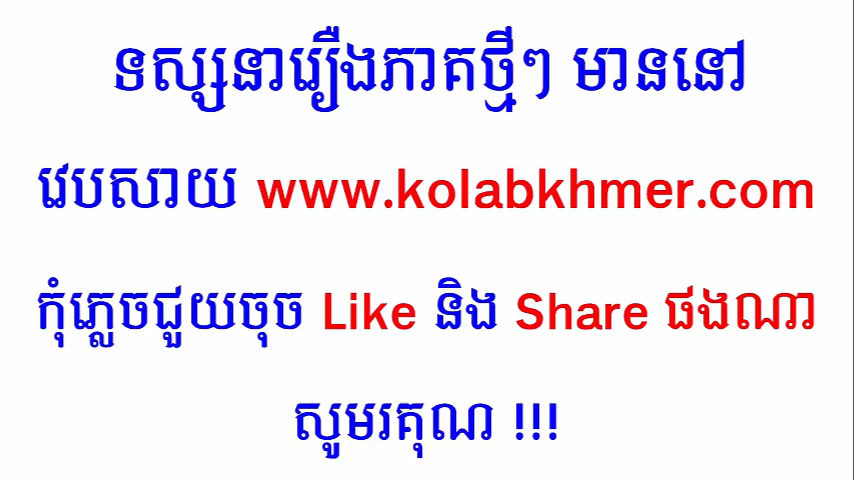 ទស្សនារឿងភាគថ្មីៗ មាននៅ
វេបសាយ www.kolabkhmer.com
កុំភ្លេចជួយចុច Like និង Share ផងណា
សូមរគុណ !!!